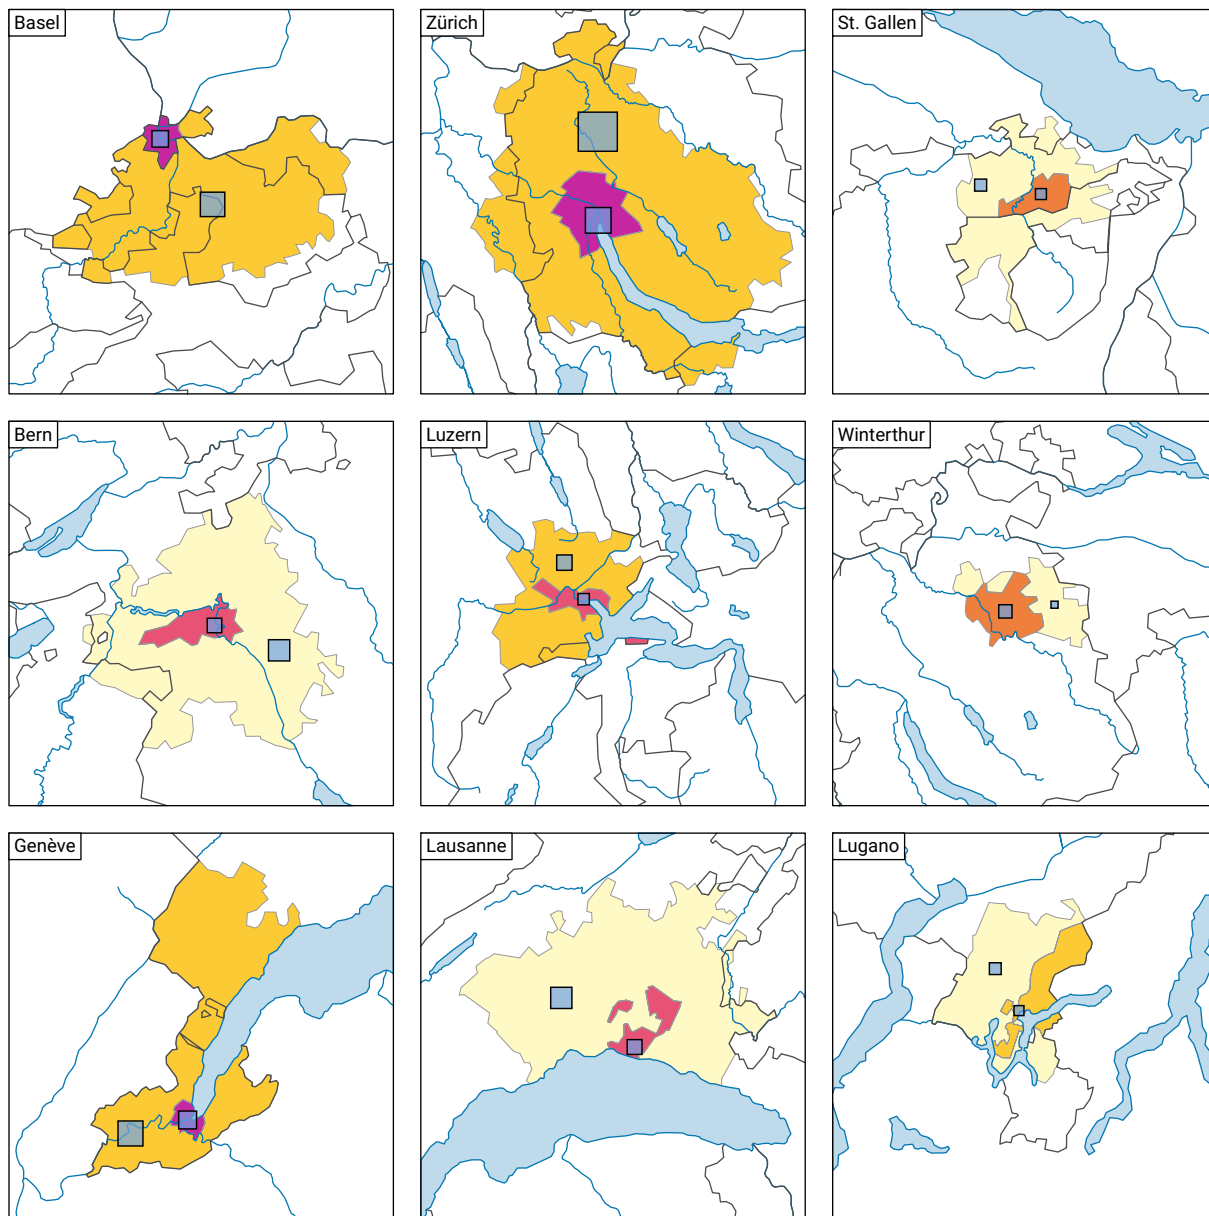 Basel
Zürich
St. Gallen
Bern
Luzern
Winterthur
Genève
Lausanne
Lugano